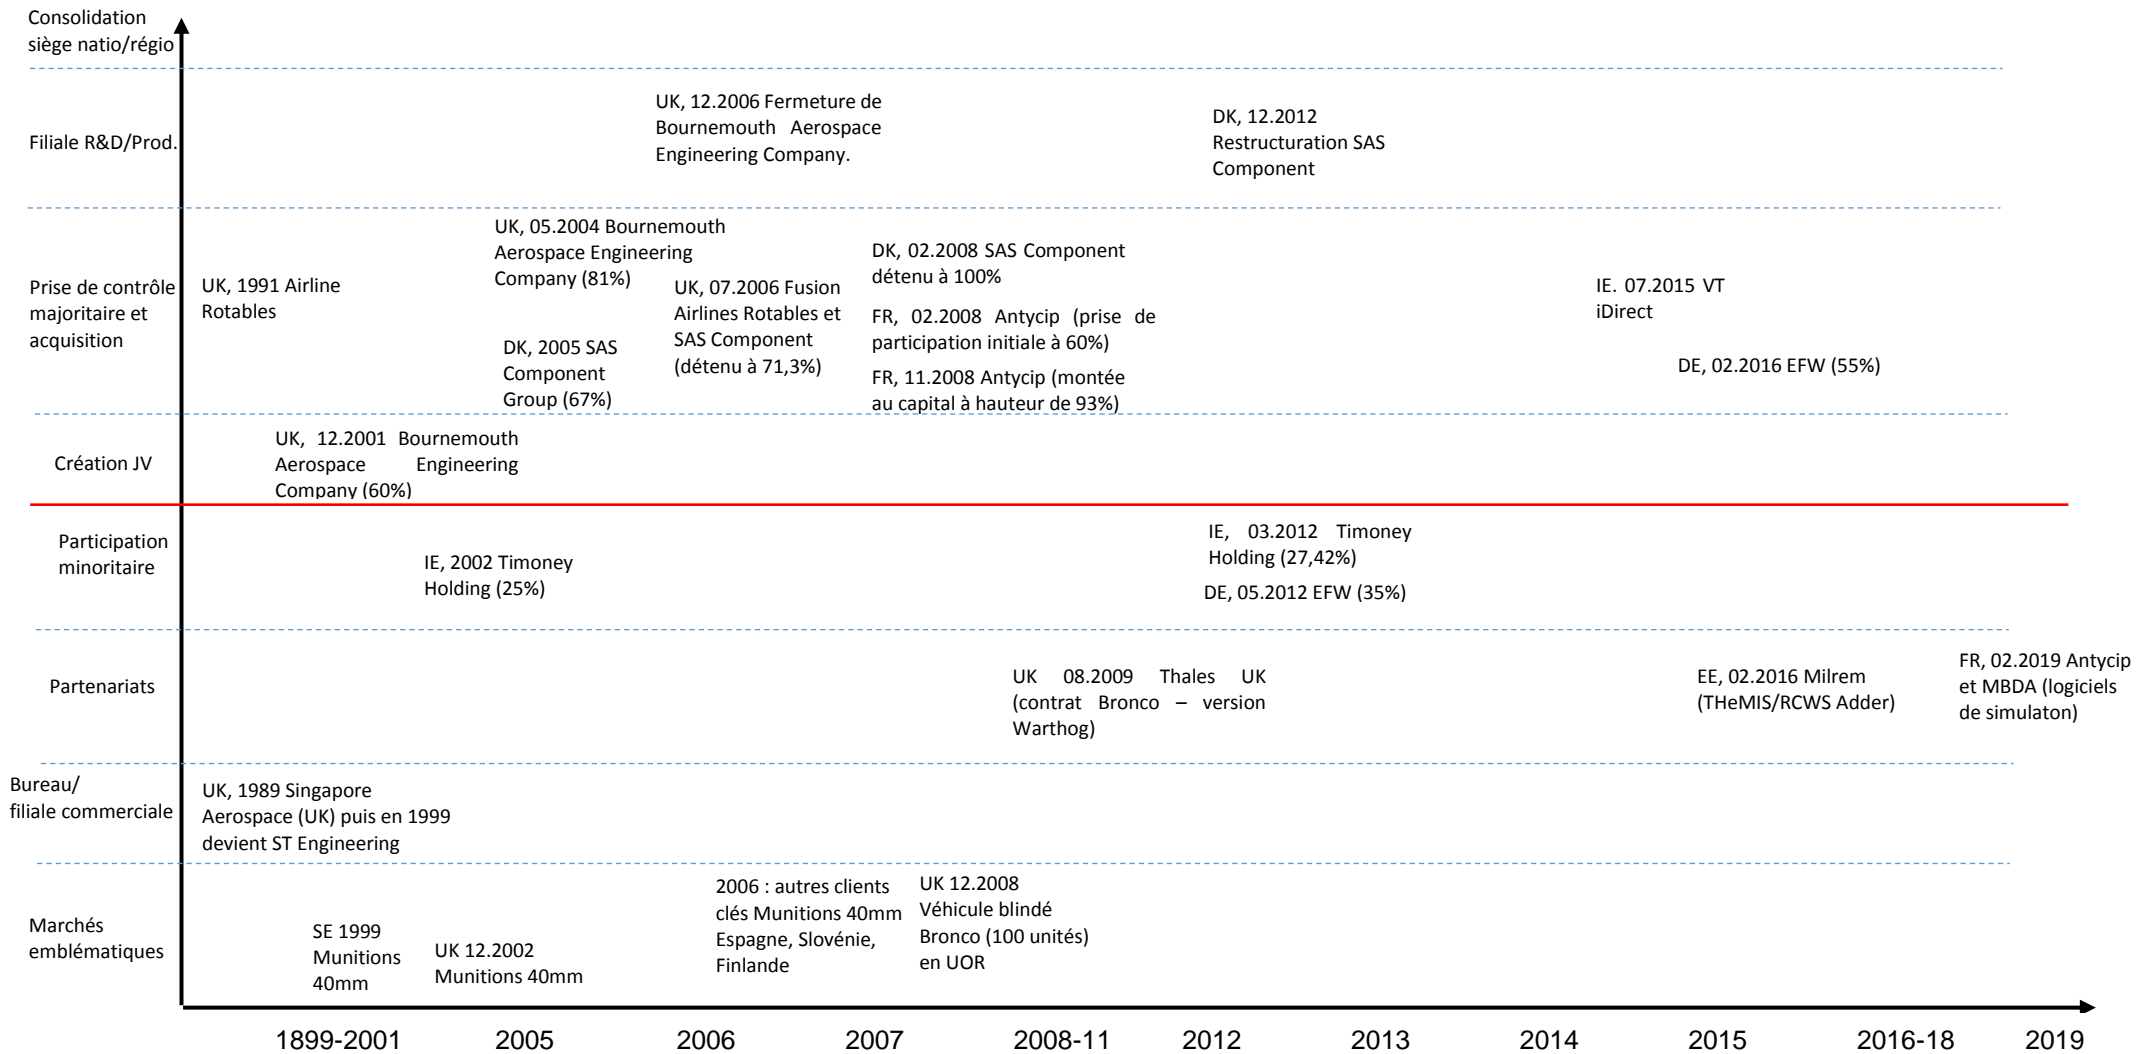 Consolidation
siège natio/régio
UK, 12.2006 Fermeture de
Bournemouth Aerospace
Engineering Company.
DK, 12.2012
Restructuration SAS
Component
Filiale R&D/Prod.
UK, 05.2004 Bournemouth
Aerospace Engineering
Company (81%)
DK, 02.2008 SAS Component
détenu à 100%
Prise de contrôle
majoritaire et
acquisition
UK, 1991 Airline
Rotables
UK, 07.2006 Fusion
Airlines Rotables et
SAS Component
(détenu à 71,3%)
IE. 07.2015 VT
iDirect
FR, 02.2008 Antycip (prise de
participation initiale à 60%)
DK, 2005 SAS
Component
Group (67%)
DE, 02.2016 EFW (55%)
FR, 11.2008 Antycip (montée
au capital à hauteur de 93%)
Création JV
UK, 12.2001 Bournemouth
Aerospace Engineering
Company (60%)
Participation
minoritaire
IE, 2002 Timoney
Holding (25%)
IE, 03.2012 Timoney
Holding (27,42%)
DE, 05.2012 EFW (35%)
Partenariats
UK 08.2009 Thales UK
(contrat Bronco – version
Warthog)
EE, 02.2016 Milrem
(THeMIS/RCWS Adder)
FR, 02.2019 Antycip
et MBDA (logiciels
de simulaton)
Bureau/
filiale commerciale
UK, 1989 Singapore
Aerospace (UK) puis en 1999
devient ST Engineering
Marchés
emblématiques
SE 1999
Munitions
40mm
UK 12.2002
Munitions 40mm
2006 : autres clients
clés Munitions 40mm
Espagne, Slovénie,
Finlande
UK 12.2008
Véhicule blindé
Bronco (100 unités)
en UOR
1899-2001
2005
2006
2007
2008-11
2012
2013
2014
2015
2016-18
2019